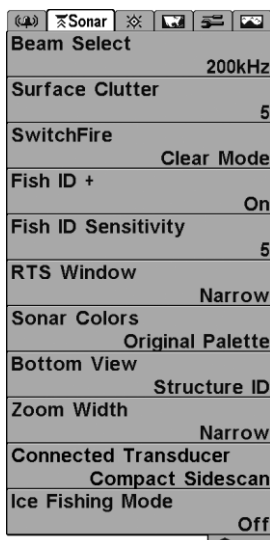 Sonar
Beam Select
200kHz
Surface Clutter
5
SwitchFire
Clear Mode
Fish ID +
On
Fish ID Sensitivity
5
RTS Window
Narrow
Sonar Colors
Original Palette
Bottom View
Structure ID
Zoom Width
Narrow
Connected Transducer
Compact Sidescan
Ice Fishing Mode
Off